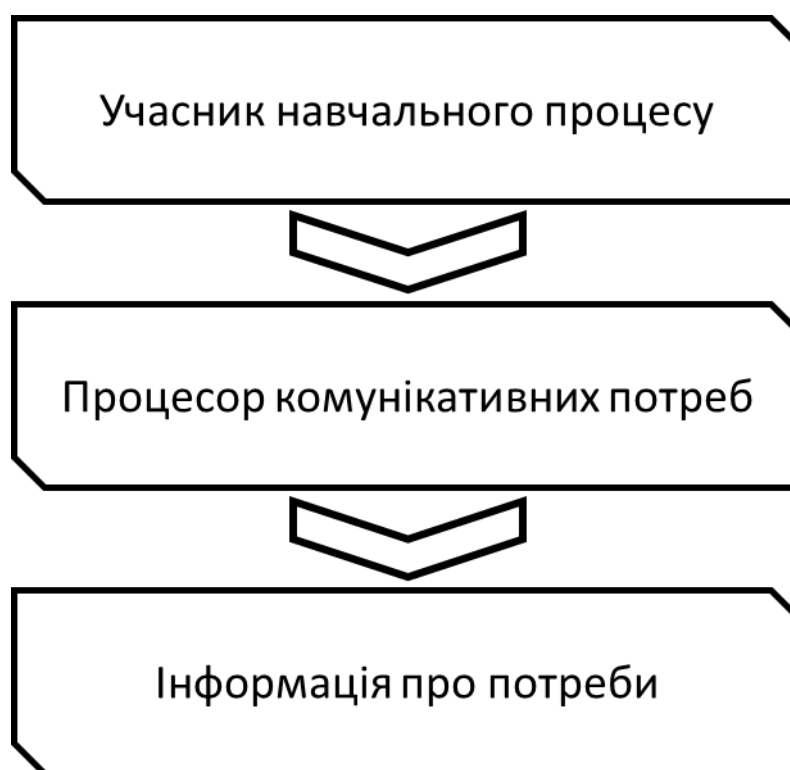 Учасник навчального процесу
Процесор комунікативних потреб
Інформація про потреби